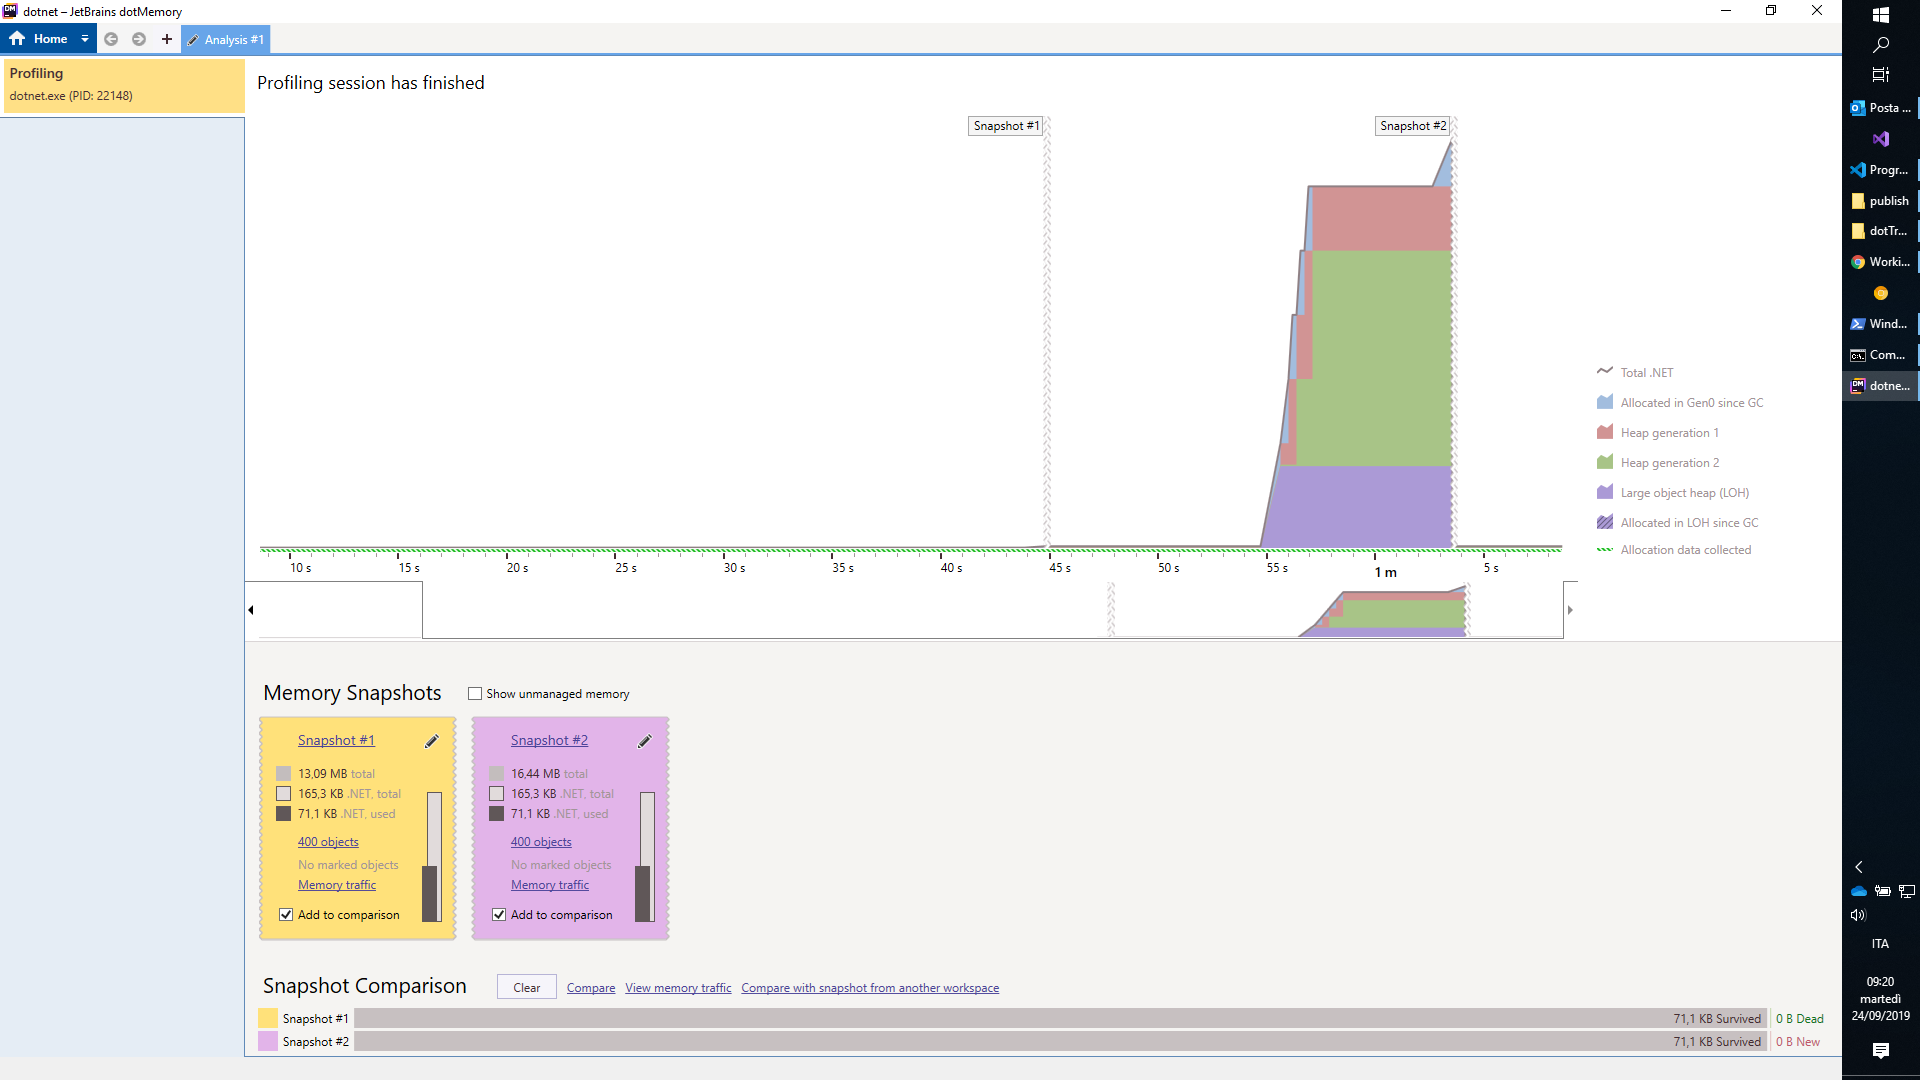 dotnet – JetBrains dotMemory
Home
Analysis #1
Profiling
dotnet.exe (PID: 22148)
Profiling session has finished
Snapshot #1
Snapshot #2
Total .NET
Allocated in Gen0 since GC
Heap generation 1
Heap generation 2
Large object heap (LOH)
Allocated in LOH since GC
Allocation data collected
10 s
15 s
20 s
25 s
30 s
35 s
40 s
45 s
50 s
55 s
1 m
5 s
Memory Snapshots
Show unmanaged memory
Snapshot #1
13,09 MB total
165,3 KB .NET, total
71,1 KB .NET, used
400 objects
No marked objects
Memory traffic
Add to comparison
Snapshot #2
16,44 MB total
165,3 KB .NET, total
71,1 KB .NET, used
400 objects
No marked objects
Memory traffic
Add to comparison
Snapshot Comparison
Clear
Compare
View memory traffic
Compare with snapshot from another workspace
Snapshot #1
71,1 KB Survived
0 B Dead
Snapshot #2
71,1 KB Survived
0 B New
Posta ...
Progr...
publish
dotTr...
Worki...
Wind...
Com...
dotne...
ITA
09:20
martedì
24/09/2019